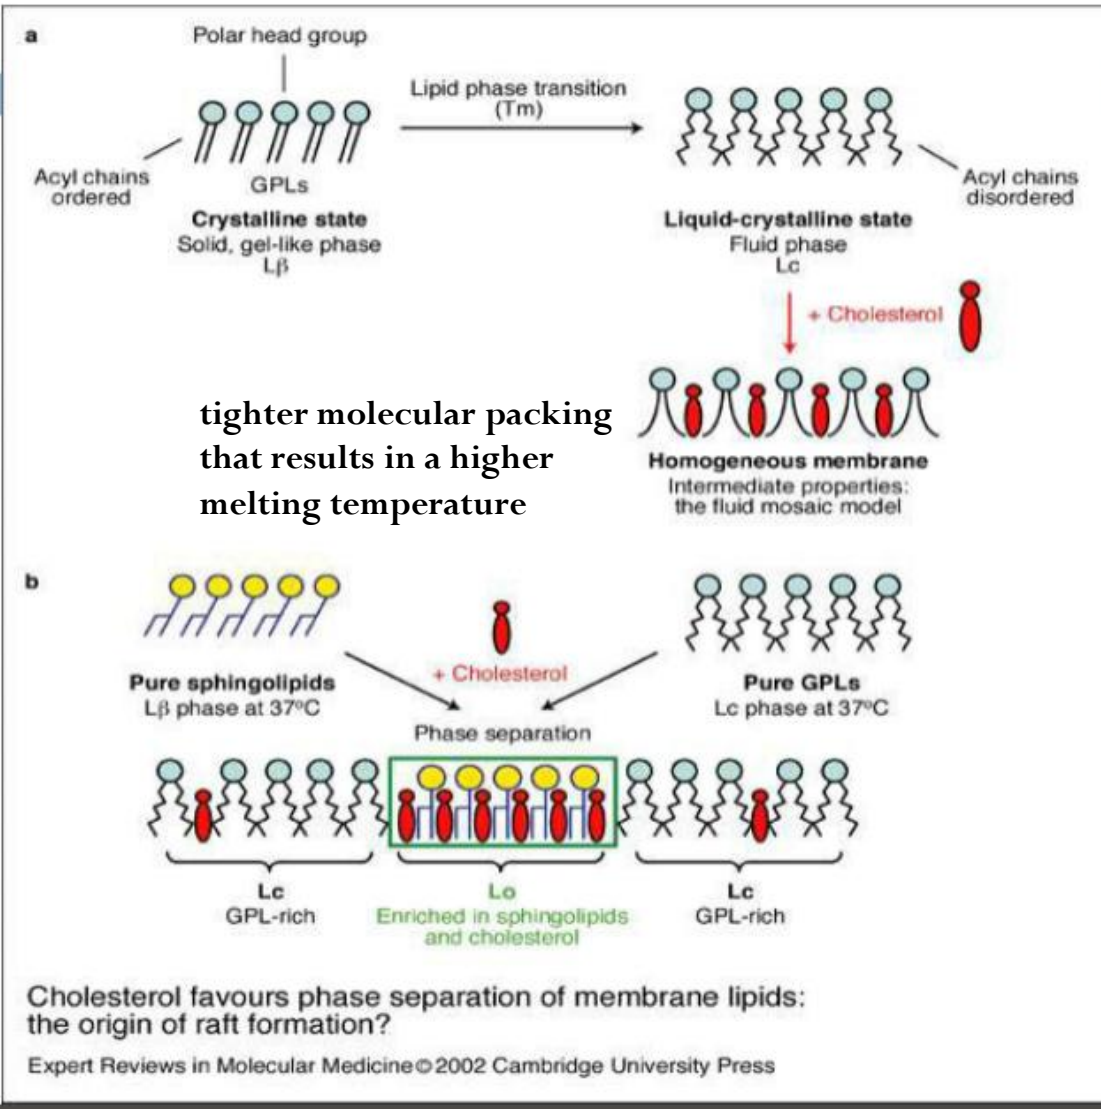 a
Polar head group
Lipid phase transition
(Tm)
Acyl chains
ordered
GPLs
Crystalline state
Solid, gel-like phase
Lβ
Acyl chains
disordered
Liquid-crystalline state
Fluid phase
Lc
+ Cholesterol
tighter molecular packing
that results in a higher
melting temperature
Homogeneous membrane
Intermediate properties:
the fluid mosaic model
b
+ Cholesterol
Pure sphingolipids
Lβ phase at 37ºC
Pure GPLs
Lc phase at 37ºC
Phase separation
Lc
GPL-rich
Lo
Enriched in sphingolipids
and cholesterol
Lc
GPL-rich
Cholesterol favours phase separation of membrane lipids:
the origin of raft formation?
Expert Reviews in Molecular Medicine©2002 Cambridge University Press